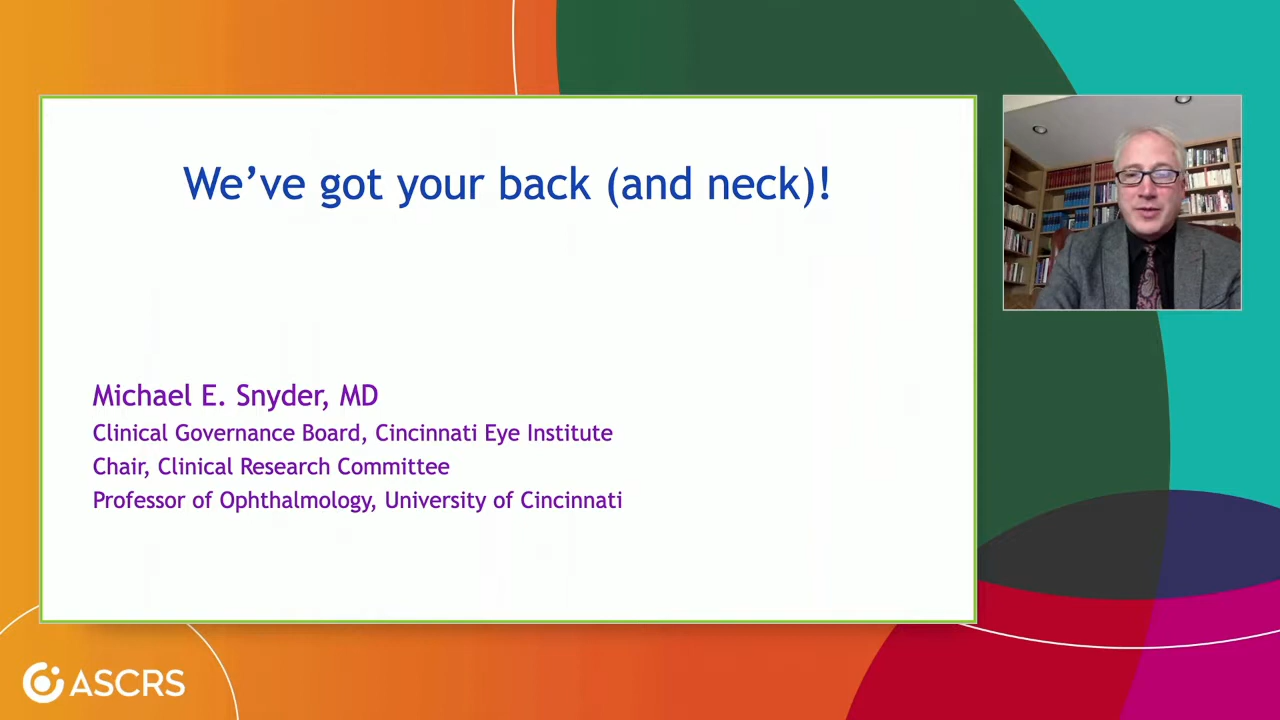 We've got your back (and neck)!
Michael E. Snyder, MD
Clinical Governance Board, Cincinnati Eye Institute
Chair, Clinical Research Committee
Professor of Ophthalmology, University of Cincinnati
ASCRS